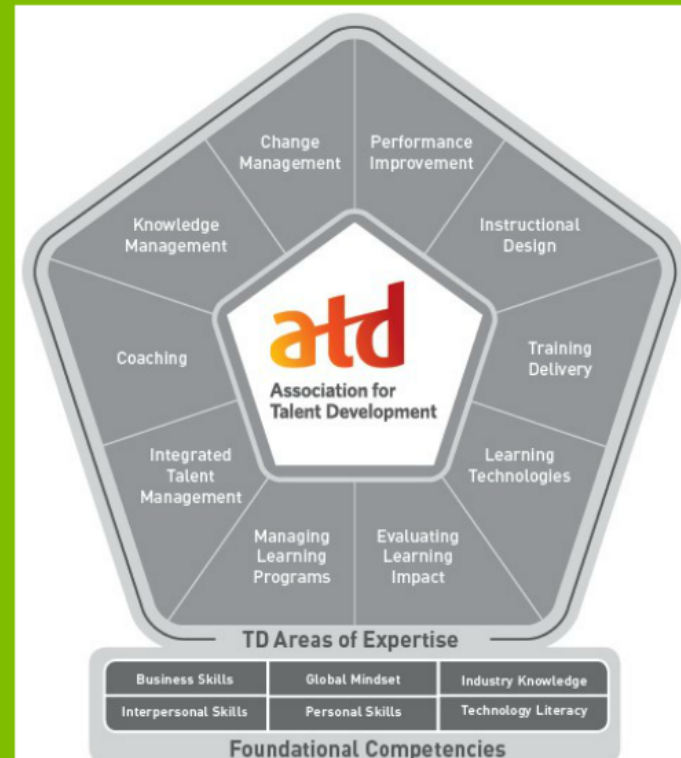 Change
Management
Performance
Improvement
Knowledge
Management
Instructional
Design
Coaching
Training
Delivery
Integrated
Talent
Management
Learning
Technologies
Managing
Learning
Programs
Evaluating
Learning
Impact
atd
Association for
Talent Development
TD Areas of Expertise
Business Skills
Global Mindset
Industry Knowledge
Interpersonal Skills
Personal Skills
Technology Literacy
Foundational Competencies